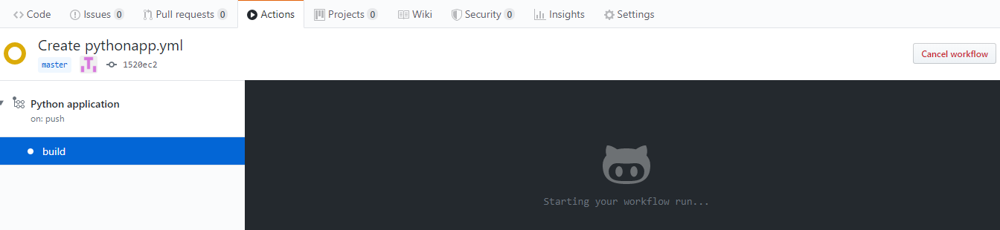 Code Issues 0 Pull requests 0 Actions Projects 0 Wiki Security 0 Insights Settings
Create pythonapp.yml
Cancel workflow
master 1520ec2
Python application
on: push
build
Starting your workflow run...